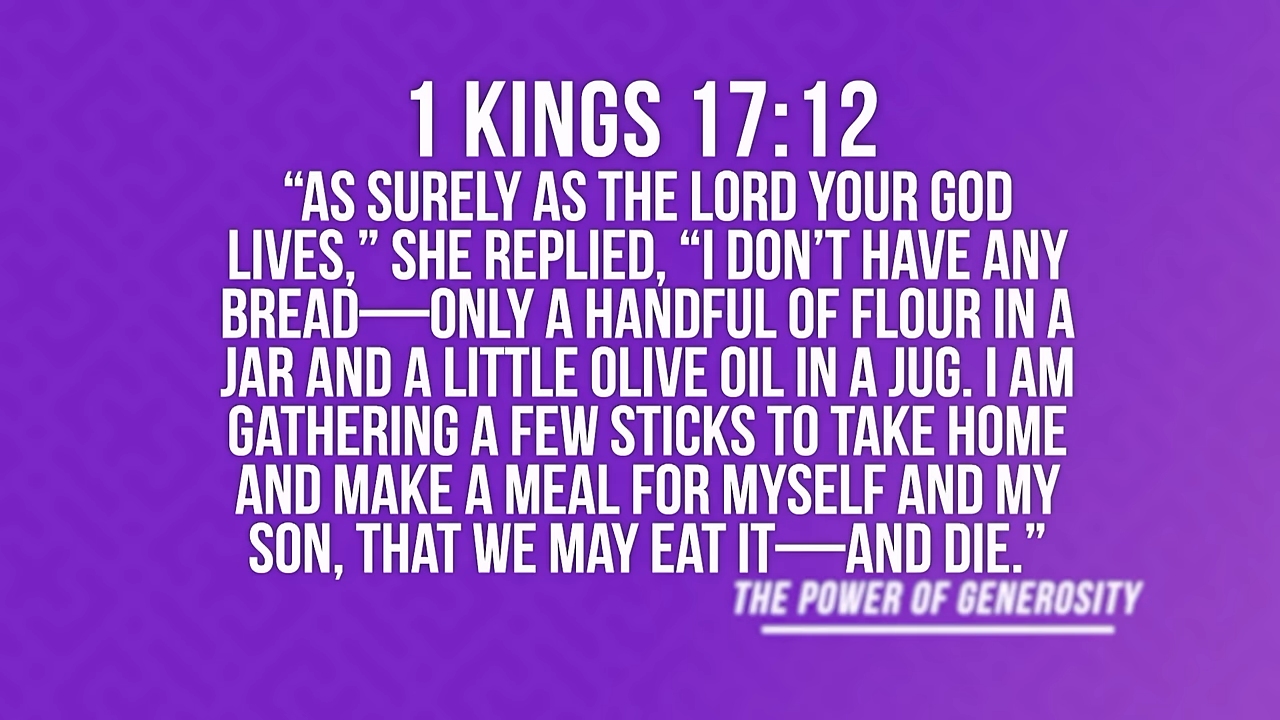 1 KINGS 17:12
“AS SURELY AS THE LORD YOUR GOD
LIVES,” SHE REPLIED, “I DON’T HAVE ANY
BREAD—ONLY A HANDFUL OF FLOUR IN A
JAR AND A LITTLE OLIVE OIL IN A JUG. I AM
GATHERING A FEW STICKS TO TAKE HOME
AND MAKE A MEAL FOR MYSELF AND MY
SON, THAT WE MAY EAT IT—AND DIE.”
THE POWER OF GENEROSITY